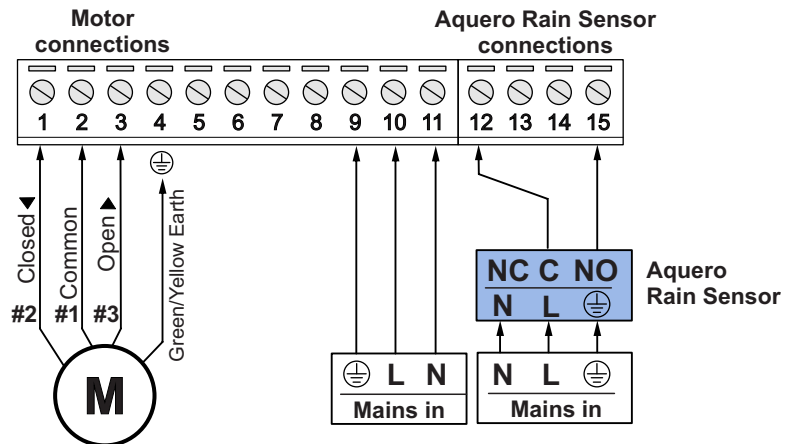 Motor
connections
Aquero Rain Sensor
connections
1 2 3 4 5 6 7 8 9 10 11 12 13 14 15
Closed
Common
Open
Green/Yellow Earth
#2 #1 #3
M
NC C NO
N L
Aquero
Rain Sensor
L N
Mains in
N L
Mains in